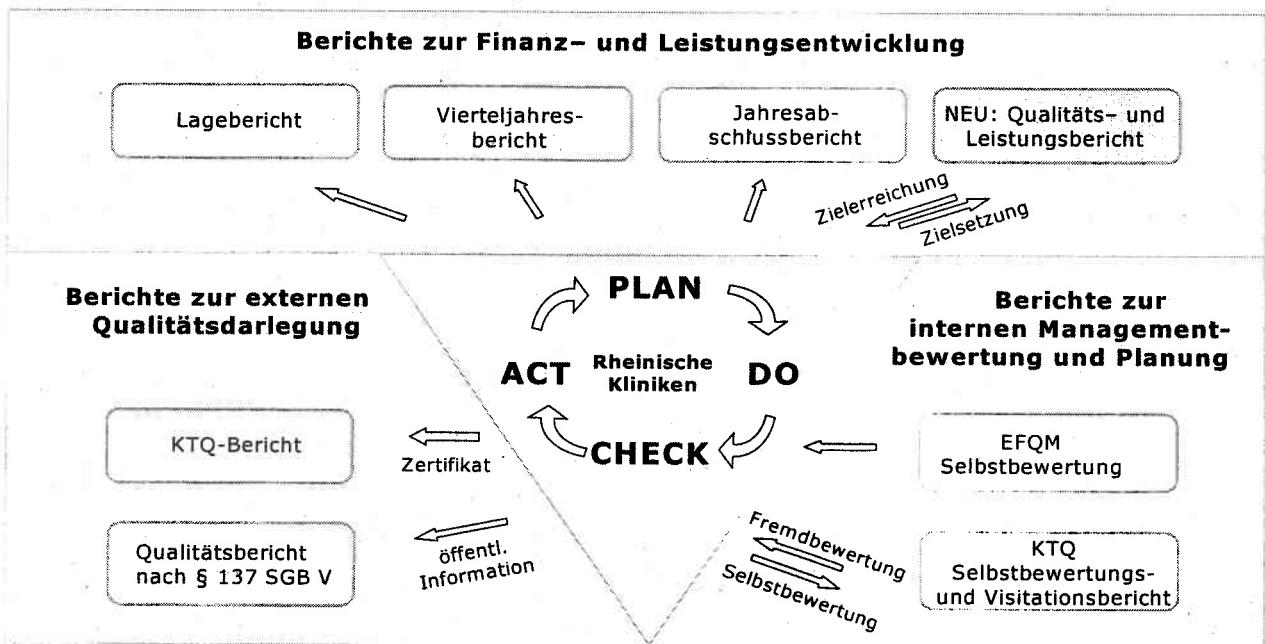 Berichte zur Finanz- und Leistungsentwicklung
Lagebericht
Vierteljahres-
bericht
Jahresab-
schlussbericht
NEU: Qualitäts- und
Leistungsbericht
Zielerreichung
Zielsetzung
Berichte zur externen
Qualitätsdarlegung
PLAN
ACT
Rheinische
Kliniken
DO
CHECK
Berichte zur
internen Management-
bewertung und Planung
KTQ-Bericht
Zertifikat
EFQM
Selbstbewertung
Qualitätsbericht
nach § 137 SGB V
öffentl.
Information
Fremdbewertung
Selbstbewertung
KTQ
Selbstbewertungs-
und Visitationsbericht